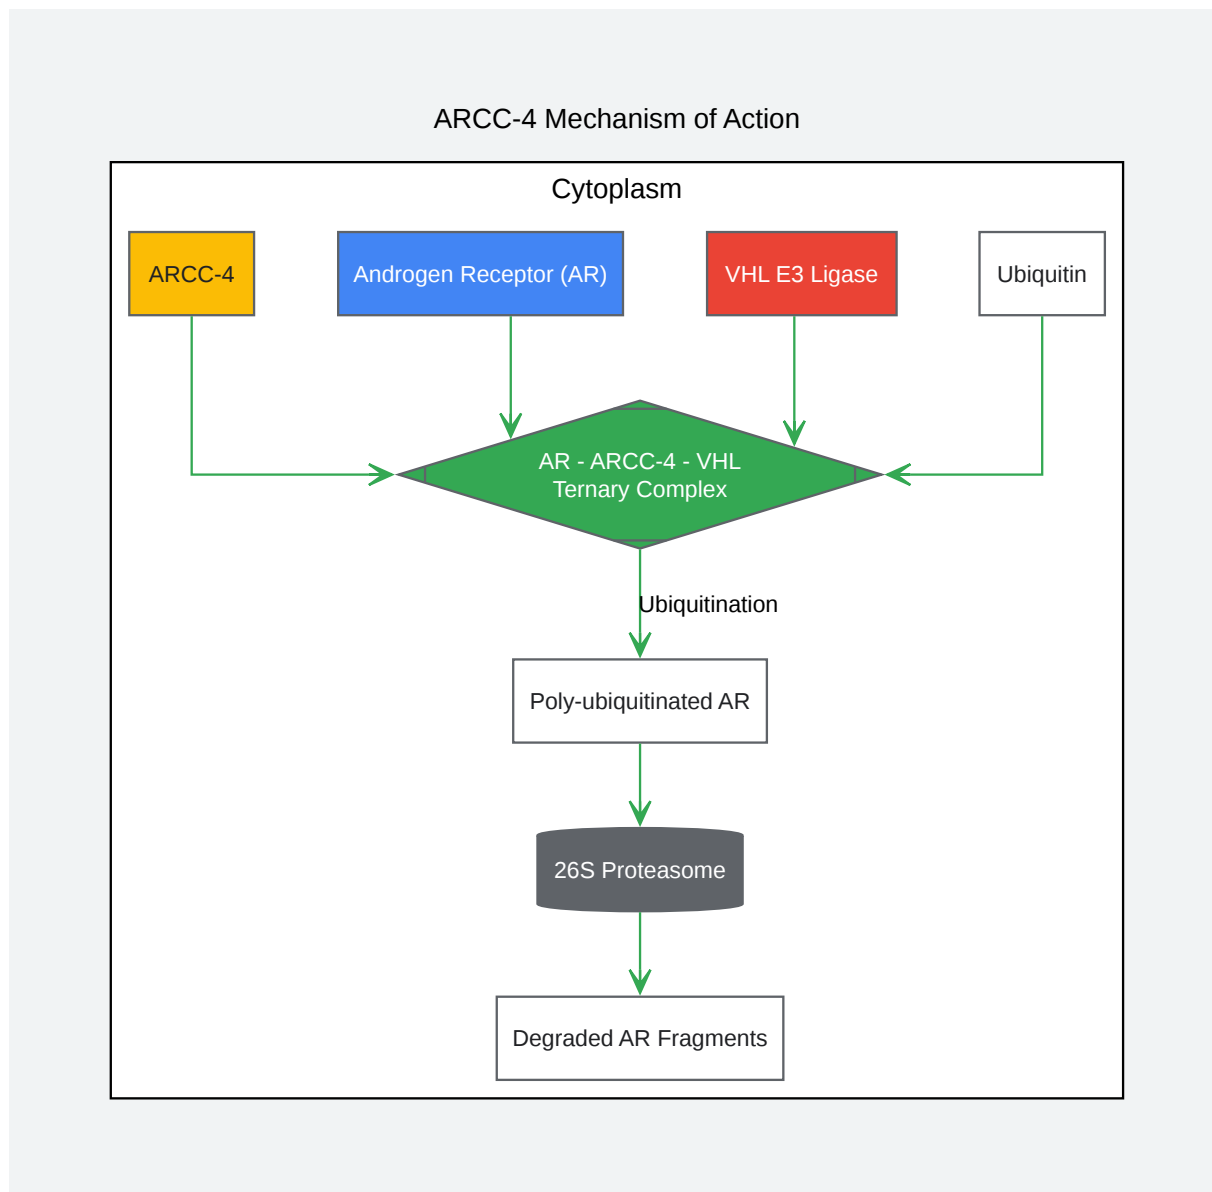 ARCC-4 Mechanism of Action
Cytoplasm
ARCC-4
Androgen Receptor (AR)
VHL E3 Ligase
Ubiquitin
AR - ARCC-4 - VHL
Ternary Complex
Ubiquitination
Poly-ubiquitinated AR
26S Proteasome
Degraded AR Fragments